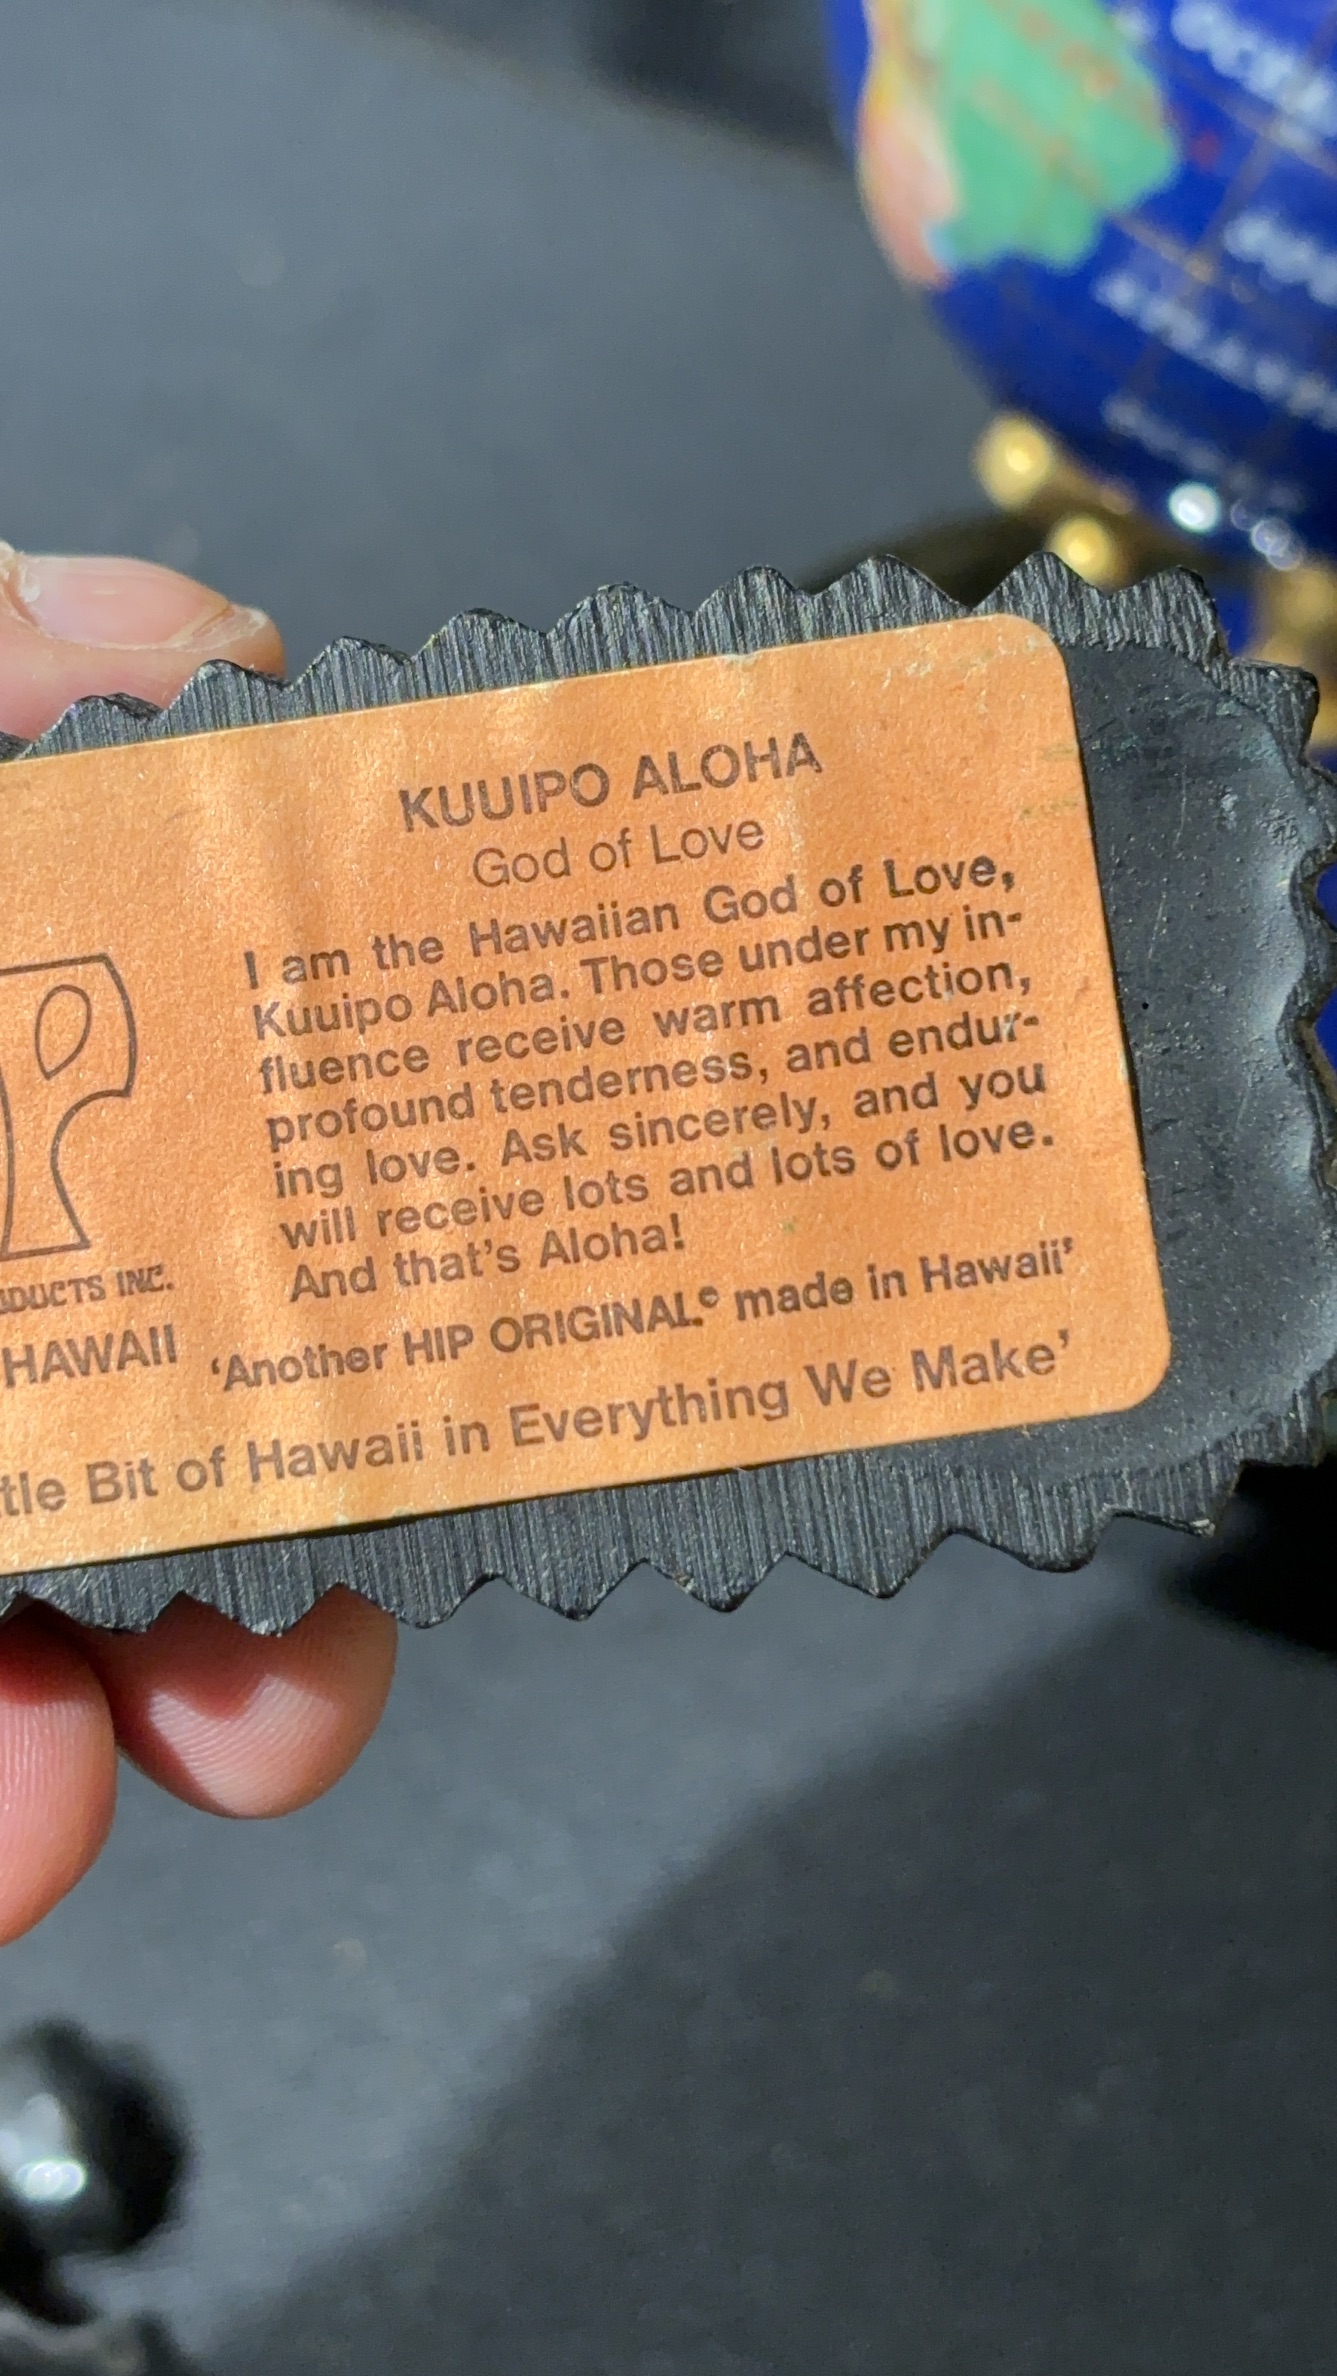 KUUIPO ALOHA
God of Love
I am the Hawaiian God of Love,
Kuuipo Aloha. Those under my in-
fluence receive warm affection,
profound tenderness, and endur-
ing love. Ask sincerely, and you
will receive lots and lots of love.
And that's Aloha!
P
ODUCTS INC.
HAWAII
'Another HIP ORIGINAL© made in Hawaii'
tle Bit of Hawaii in Everything We Make'